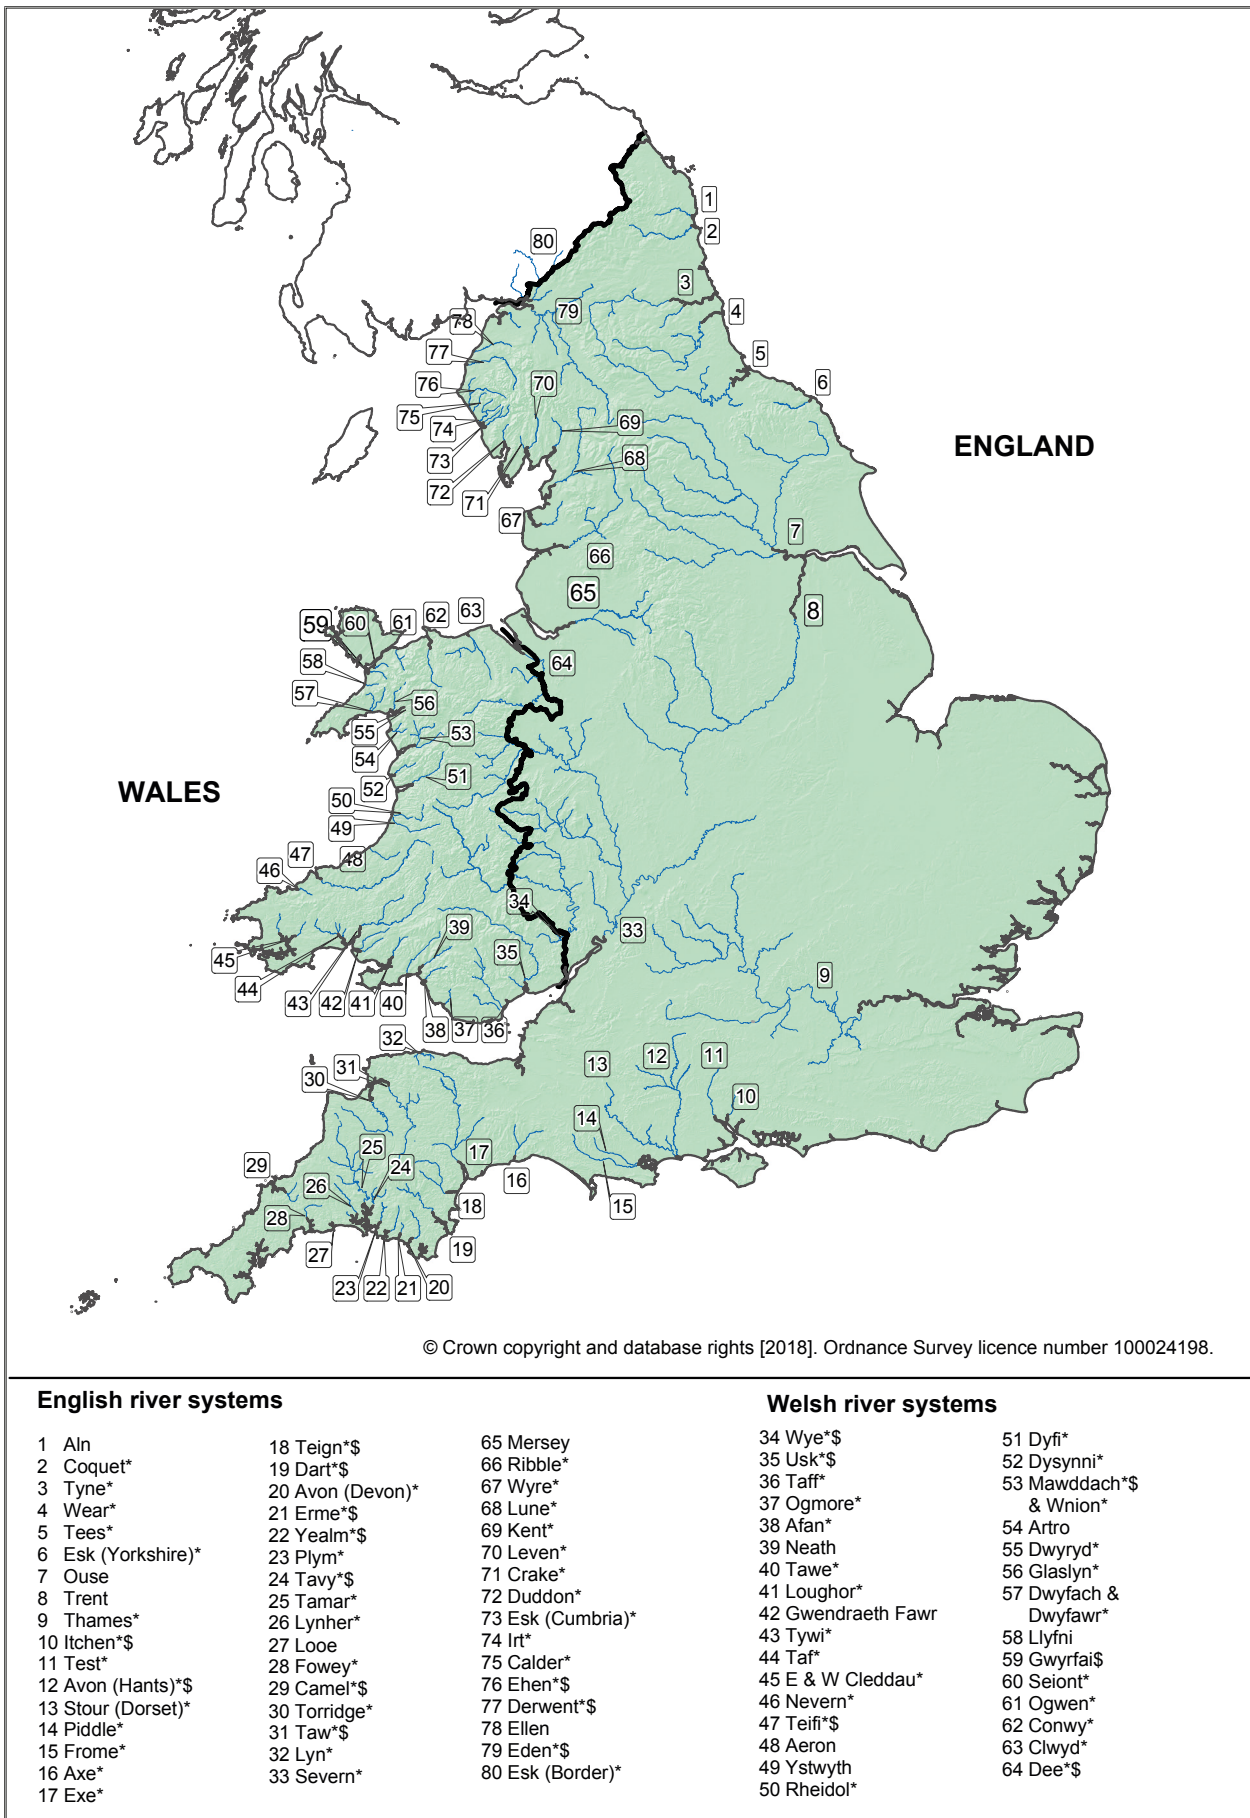 1
2
80
3
79
4
78
5
77
6
76
70
75
69
74
ENGLAND
73
68
72
71
67
7
66
65
8
63
62
61
60
59
64
58
57
56
55
53
54
52
51
WALES
50
49
48
47
46
34
33
39
35
45
44
43
42
41
40
38
37
36
9
32
31
30
13
12
11
10
14
25
24
17
29
16
26
28
18
15
27
19
23
22
21
20
© Crown copyright and database rights [2018]. Ordnance Survey licence number 100024198.
English river systems
1 Aln
2 Coquet*
3 Tyne*
4 Wear*
5 Tees*
6 Esk (Yorkshire)*
7 Ouse
8 Trent
9 Thames*
10 Itchen*$
11 Test*
12 Avon (Hants)*$
13 Stour (Dorset)*
14 Piddle*
15 Frome*
16 Axe*
17 Exe*
18 Teign*$
19 Dart*$
20 Avon (Devon)*
21 Erme*$
22 Yealm*$
23 Plym*
24 Tavy*$
25 Tamar*
26 Lynher*
27 Looe
28 Fowey*
29 Camel*$
30 Torridge*
31 Taw*$
32 Lyn*
33 Severn*
65 Mersey
66 Ribble*
67 Wyre*
68 Lune*
69 Kent*
70 Leven*
71 Crake*
72 Duddon*
73 Esk (Cumbria)*
74 Irt*
75 Calder*
76 Ehen*$
77 Derwent*$
78 Ellen
79 Eden*$
80 Esk (Border)*
Welsh river systems
34 Wye*$
35 Usk*$
36 Taff*
37 Ogmore*
38 Afan*
39 Neath
40 Tawe*
41 Loughor*
42 Gwendraeth Fawr
43 Tywi*
44 Taf*
45 E & W Cleddau*
46 Nevern*
47 Teifi*$
48 Aeron
49 Ystwyth
50 Rheidol*
51 Dyfi*
52 Dysynni*
53 Mawddach*$
& Wnion*
54 Artro
55 Dwyryd*
56 Glaslyn*
57 Dwyfach &
Dwyfawr*
58 Llyfni
59 Gwyrfai$
60 Seiont*
61 Ogwen*
62 Conwy*
63 Clwyd*
64 Dee*$